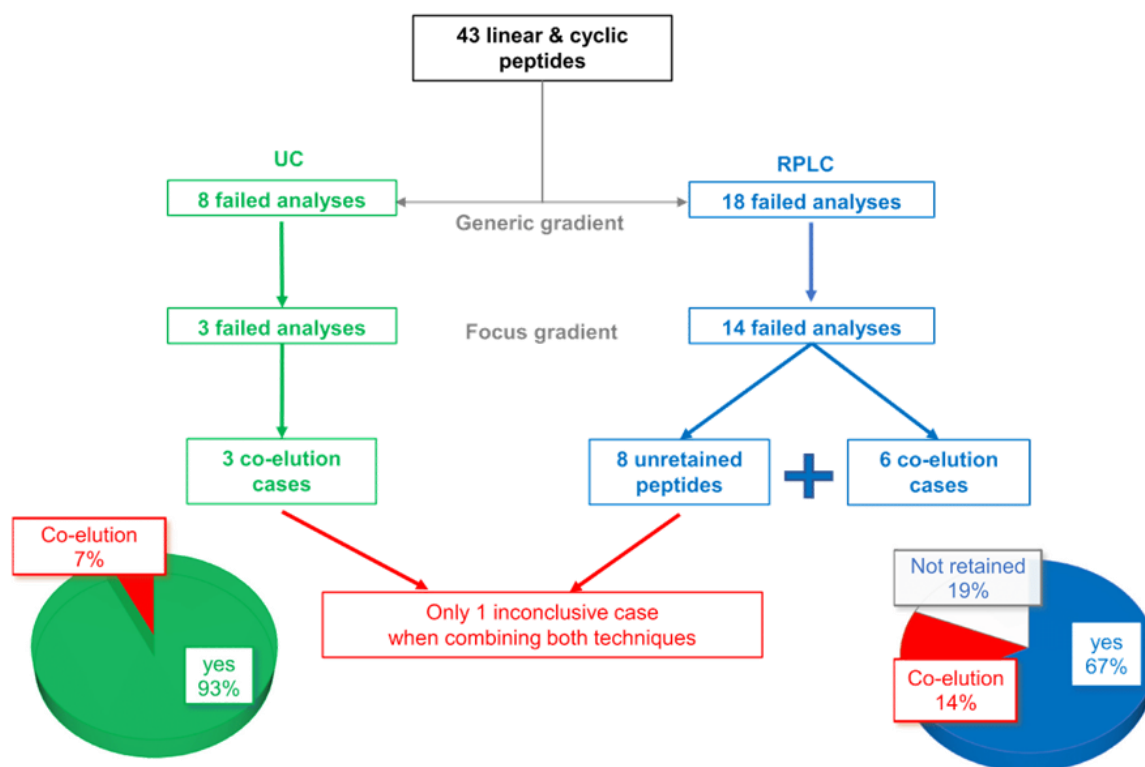 43 linear & cyclic
peptides
UC
RPLC
8 failed analyses
18 failed analyses
Generic gradient
3 failed analyses
Focus gradient
14 failed analyses
3 co-elution
cases
8 unretained
peptides
6 co-elution
cases
Co-elution
7%
Not retained
19%
Only 1 inconclusive case
when combining both techniques
yes
93%
yes
67%
Co-elution
14%